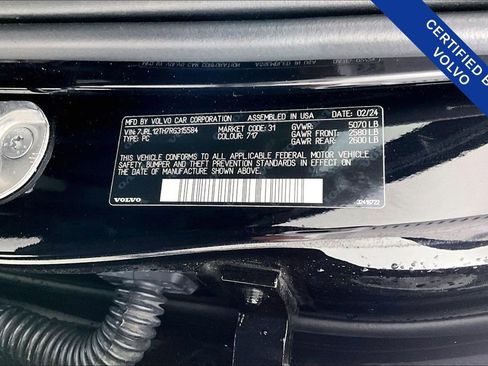 CERTIFIED BY
VOLVO
MFD BY VOLVO CAR CORPORATION ASSEMBLED IN USA DATE: 02/24
VIN: 7JRL12TH7RG315584 MARKET CODE: 31 GVWR: 5070 LB
TYPE: PC COLOUR: 717 GAWR FRONT: 2580 LB
GAWR REAR: 2600 LB
THIS VEHICLE CONFORMS TO ALL APPLICABLE FEDERAL MOTOR VEHICLE
SAFETY, BUMPER AND THEFT PREVENTION STANDARDS IN EFFECT ON THE
DATE OF MANUFACTURE SHOWN ABOVE.
VOLVO 32416722